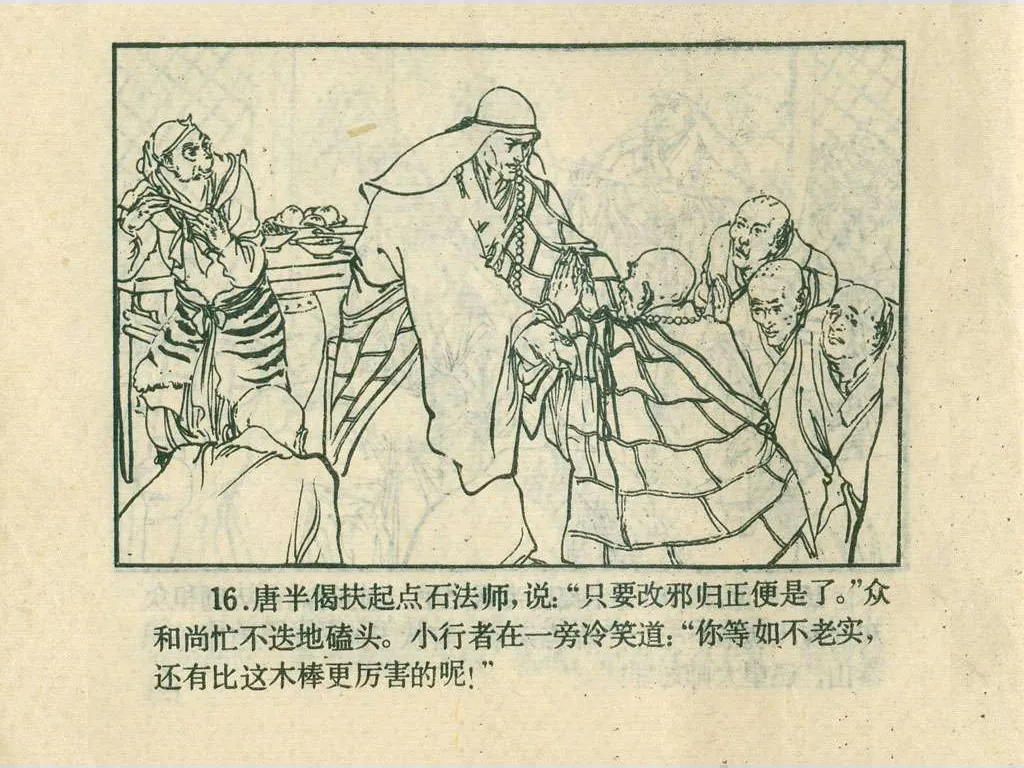 16.唐半偈扶起点石法师，说：“只要改邪归正便是了。”众
和尚忙不迭地磕头。小行者在一旁冷笑道：“你等如不老实，
还有比这木棒更厉害的呢！”